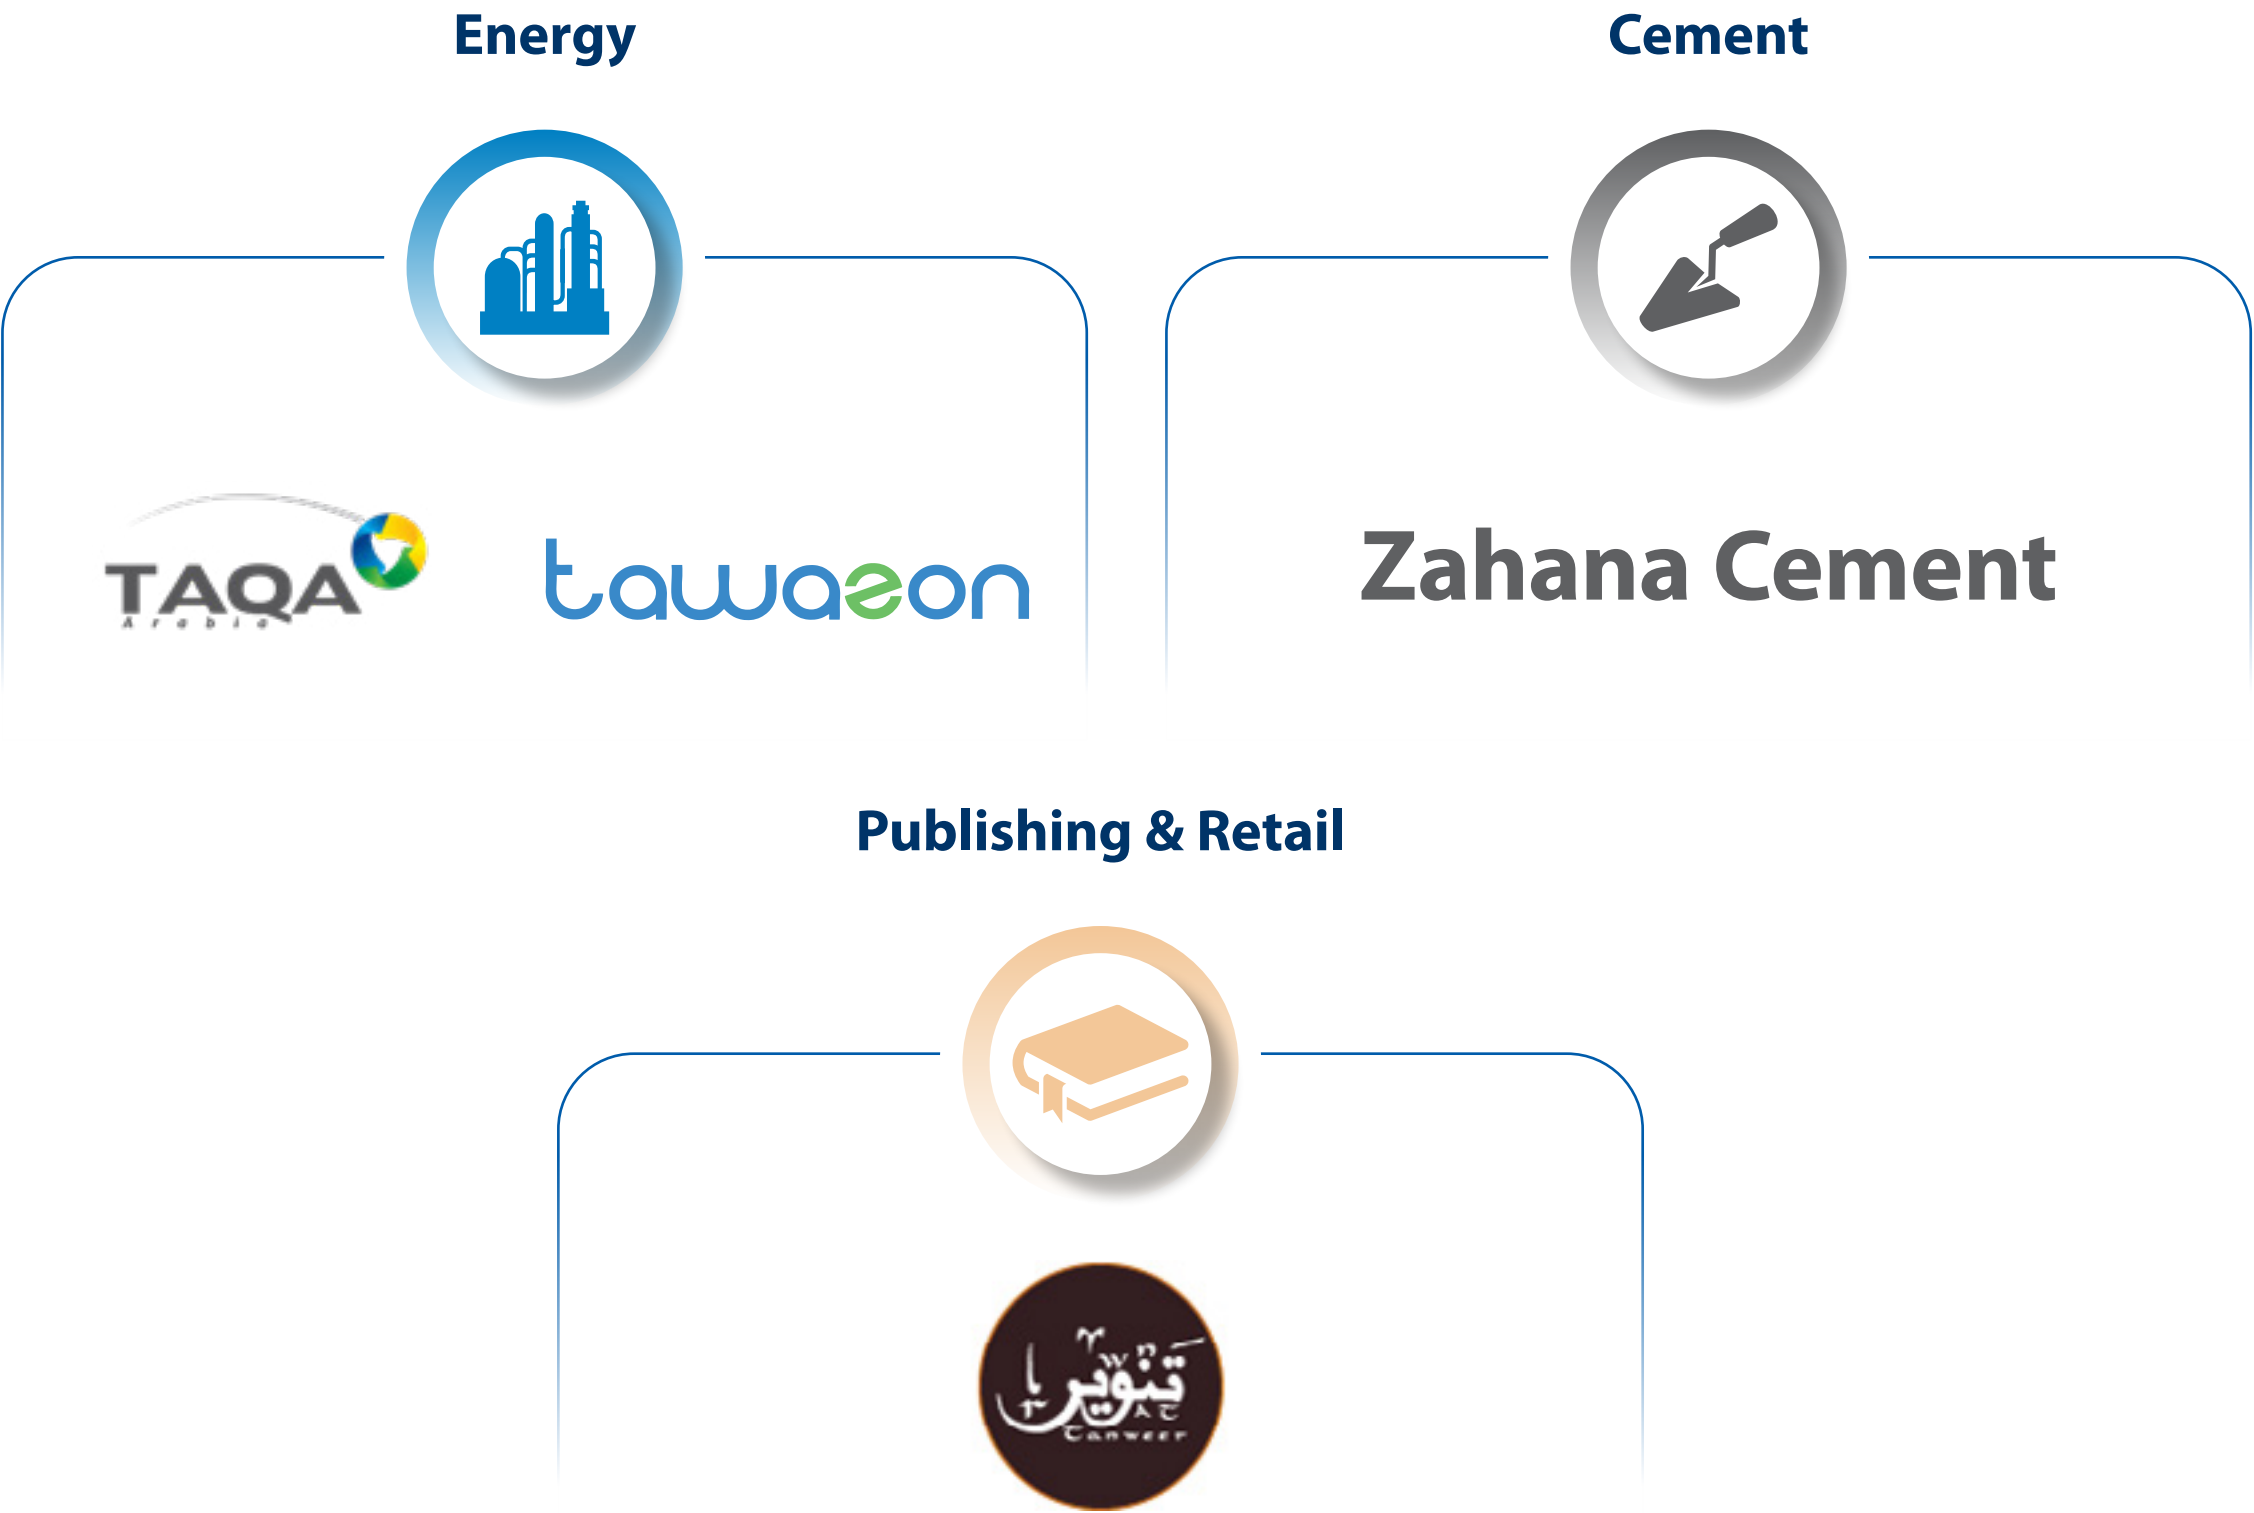 Energy
Cement
TAQA
Arabia
tawazon
Zahana Cement
Publishing & Retail
تنوير
Tanweer